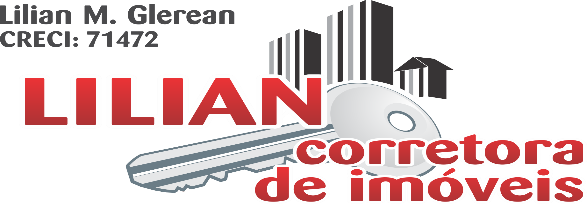 Lilian M. Glerean
CRECI: 71472
LILIAN
corretora
de imóveis